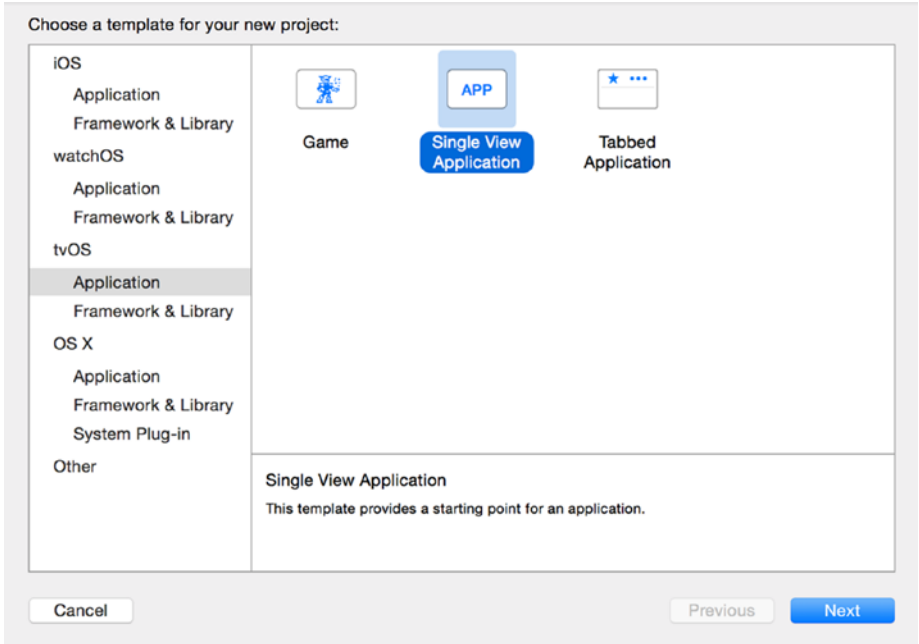 Choose a template for your new project:
iOS
Application
Framework & Library
watchOS
Application
Framework & Library
tvOS
Application
Framework & Library
OS X
Application
Framework & Library
System Plug-in
Other
Game
APP
Single View
Application
Tabbed
Application
Single View Application
This template provides a starting point for an application.
Cancel
Previous
Next